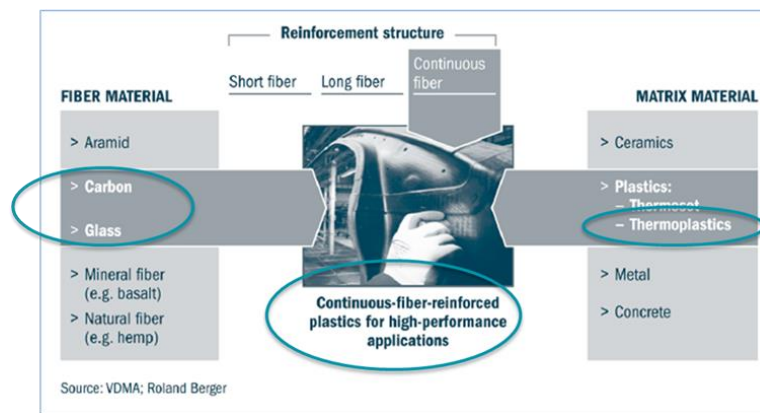 Reinforcement structure
Short fiber
Long fiber
Continuous
fiber
FIBER MATERIAL
> Aramid
> Carbon
> Glass
> Mineral fiber
(e.g. basalt)
> Natural fiber
(e.g. hemp)
Continuous-fiber-reinforced
plastics for high-performance
applications
MATRIX MATERIAL
> Ceramics
> Plastics:
– Thermoset
– Thermoplastics
> Metal
> Concrete
Source: VDMA; Roland Berger